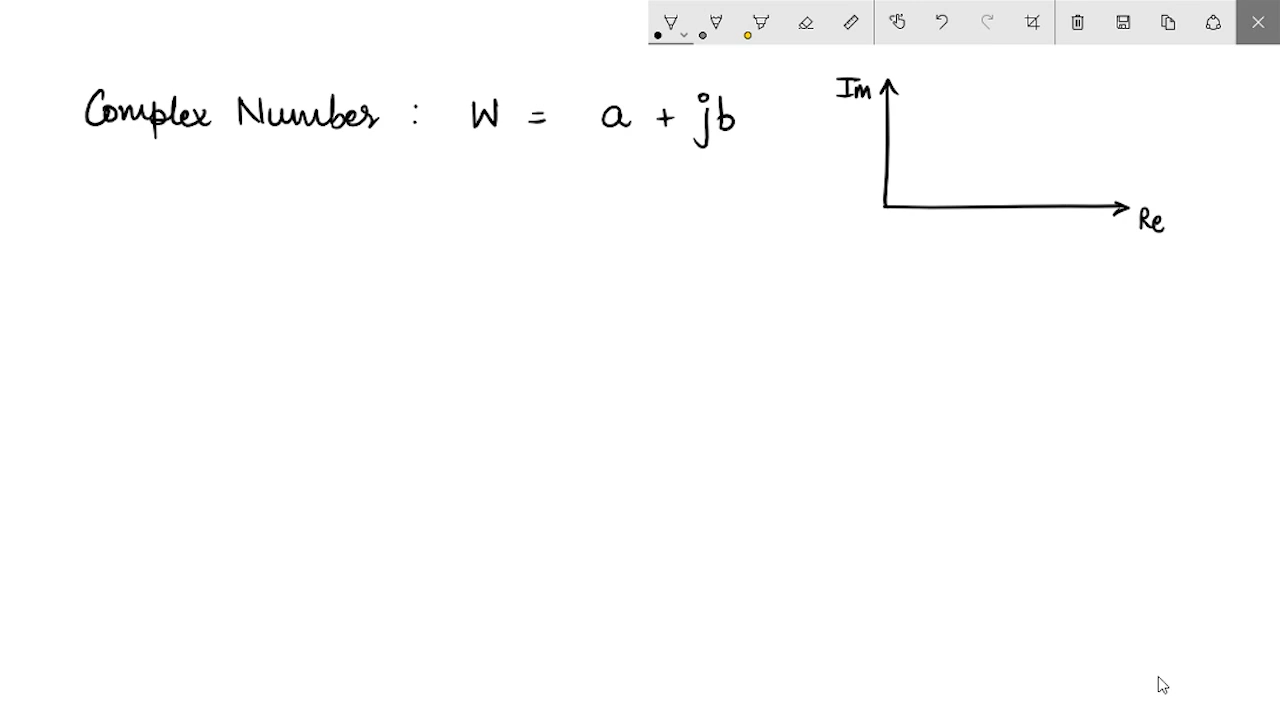 Complex Number : W = a + jb
Im
Re